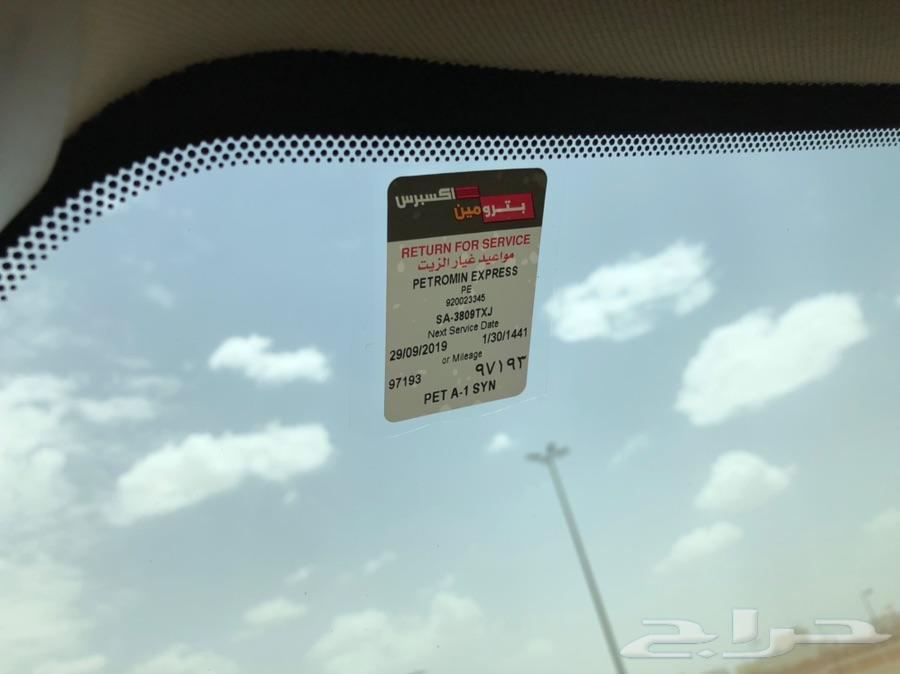 اكسبرس
بترومين
RETURN FOR SERVICE
مواعيد غيار الزيت
PETROMIN EXPRESS
PE
920023345
SA-3809TXJ
Next Service Date
29/09/2019 1/30/1441
or Mileage
97193 ٩٧١٩٣
PET A-1 SYN
حراج